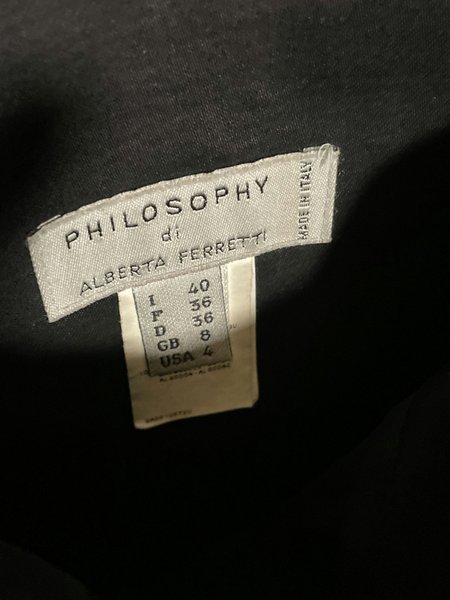 PHILOSOPHY
di
ALBERTA FERRETTI
MADE IN ITALY
I 40
F 36
D 36
GB 8
USA 4